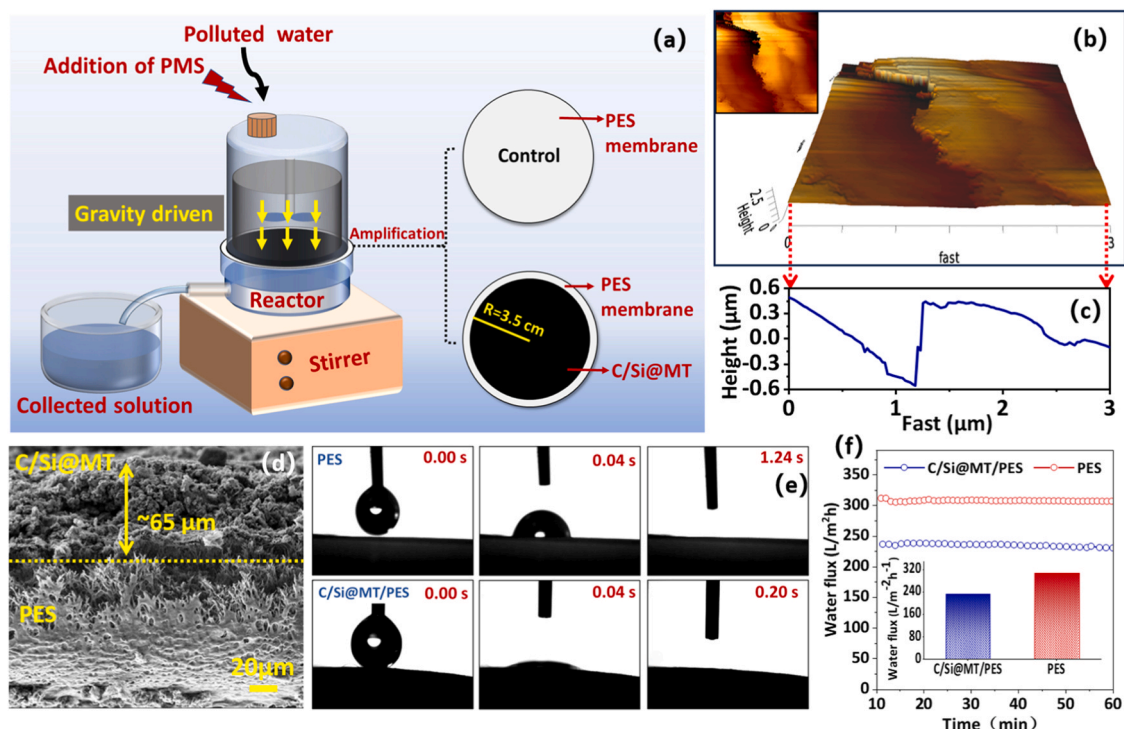 (a)
Polluted water
Addition of PMS
Gravity driven
Amplification
Reactor
Stirrer
Collected solution
PES
membrane
Control
PES
membrane
R=3.5 cm
C/Si@MT
(b)
2.5
0
Height
0
fast
3
(c)
Height (μm)
0.6
0.0
-0.6
0
1
2
3
Fast (μm)
(d)
C/Si@MT
~65 μm
PES
20μm
(e)
PES
0.00 s
0.04 s
1.24 s
C/Si@MT/PES
0.00 s
0.04 s
0.20 s
(f)
C/Si@MT/PES
PES
Water flux (L/m²h)
350
300
250
200
150
100
50
0
10
20
30
40
50
60
Time（min）
Water flux (L/m⁻²h⁻¹)
320
240
160
80
0
C/Si@MT/PES
PES